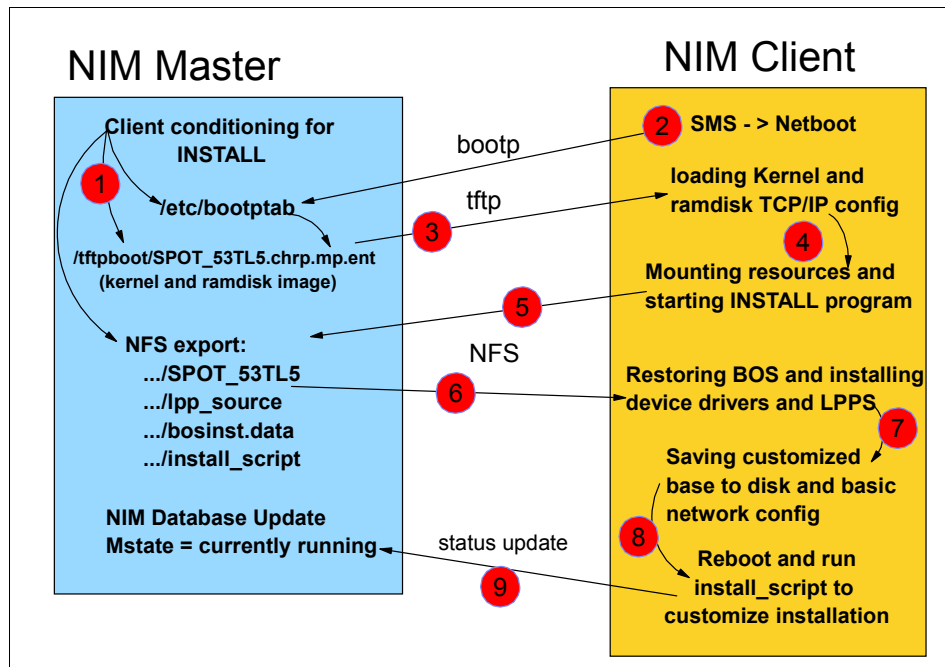 NIM Master
NIM Client
Client conditioning for
INSTALL
1
/etc/bootptab
/tftpboot/SPOT_53TL5.chrp.mp.ent
(kernel and ramdisk image)
NFS export:
.../SPOT_53TL5
.../lpp_source
.../bosinst.data
.../install_script
NIM Database Update
Mstate = currently running
bootp
tftp
3
5
NFS
6
status update
9
2
SMS - > Netboot
loading Kernel and
ramdisk TCP/IP config
4
Mounting resources and
starting INSTALL program
Restoring BOS and installing
device drivers and LPPS
7
Saving customized
base to disk and basic
network config
8
Reboot and run
install_script to
customize installation